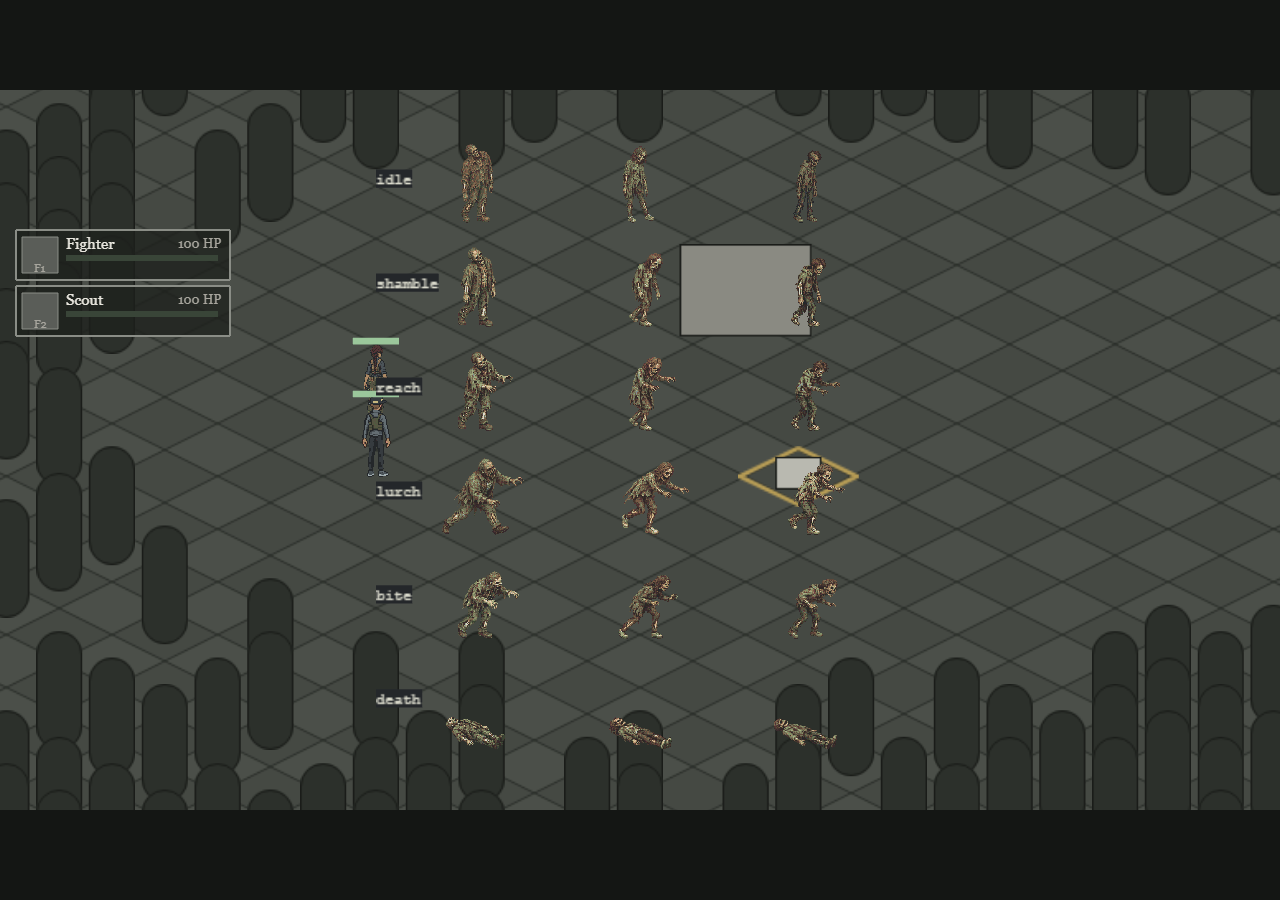 idle
Fighter 100 HP
F1
shamble
Scout 100 HP
F2
reach
lurch
bite
death